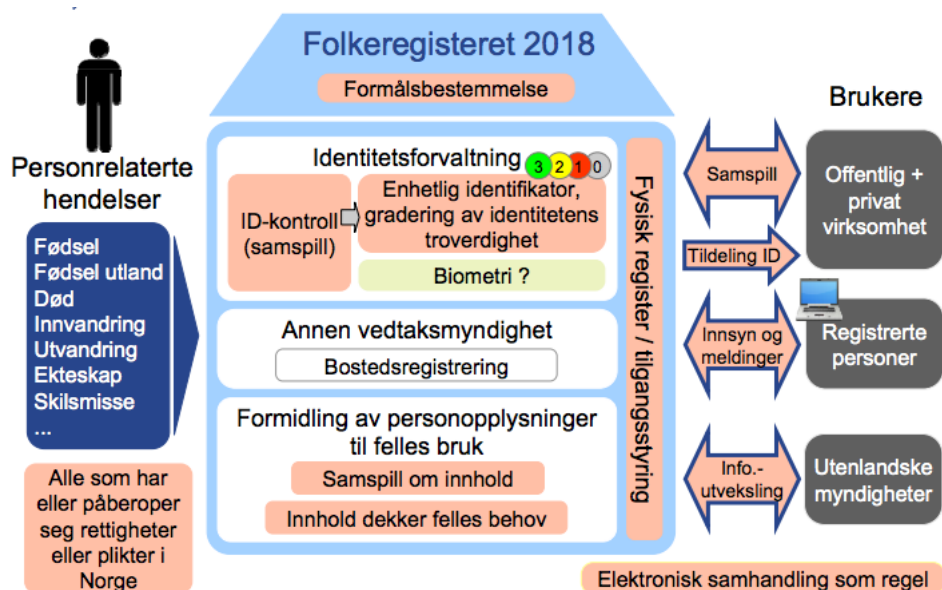 Folkeregisteret 2018
Formålsbestemmelse
Personrelaterte
hendelser
Fødsel
Fødsel utland
Død
Innvandring
Utvandring
Ekteskap
Skilsmisse
...
Alle som har
eller påberoper
seg rettigheter
eller plikter i
Norge
Identitetsforvaltning
3 2 1 0
ID-kontroll
(samspill)
Enhetlig identifikator,
gradering av identitetens
troverdighet
Biometri ?
Annen vedtaksmyndighet
Bostedsregistrering
Formidling av personopplysninger
til felles bruk
Samspill om innhold
Innhold dekker felles behov
Fysisk register / tilgangsstyring
Samspill
Tildeling ID
Innsyn og
meldinger
Info.-
utveksling
Brukere
Offentlig +
privat
virksomhet
Registrerte
personer
Utenlandske
myndigheter
Elektronisk samhandling som regel